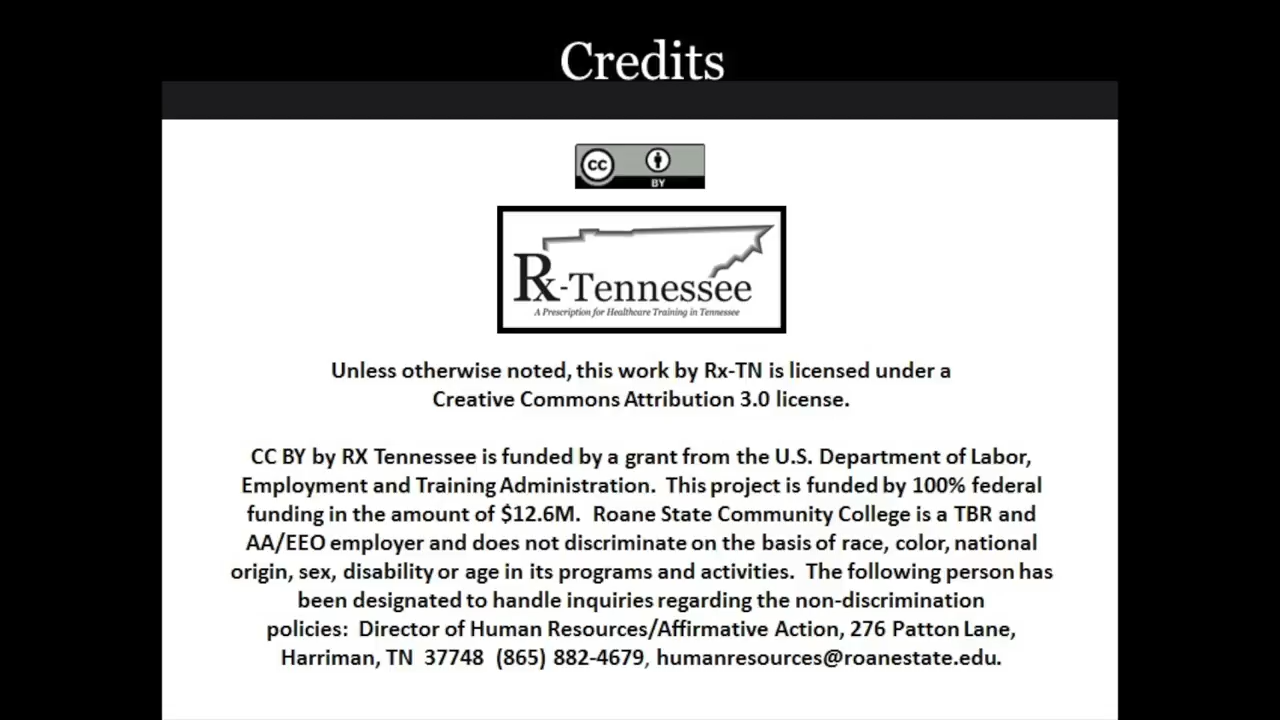 Credits
CC BY
Rx-Tennessee
A Prescription for Healthcare Training in Tennessee
Unless otherwise noted, this work by Rx-TN is licensed under a
Creative Commons Attribution 3.0 license.
CC BY by RX Tennessee is funded by a grant from the U.S. Department of Labor,
Employment and Training Administration.  This project is funded by 100% federal
funding in the amount of $12.6M.  Roane State Community College is a TBR and
AA/EEO employer and does not discriminate on the basis of race, color, national
origin, sex, disability or age in its programs and activities.  The following person has
been designated to handle inquiries regarding the non-discrimination
policies:  Director of Human Resources/Affirmative Action, 276 Patton Lane,
Harriman, TN  37748  (865) 882-4679, humanresources@roanestate.edu.